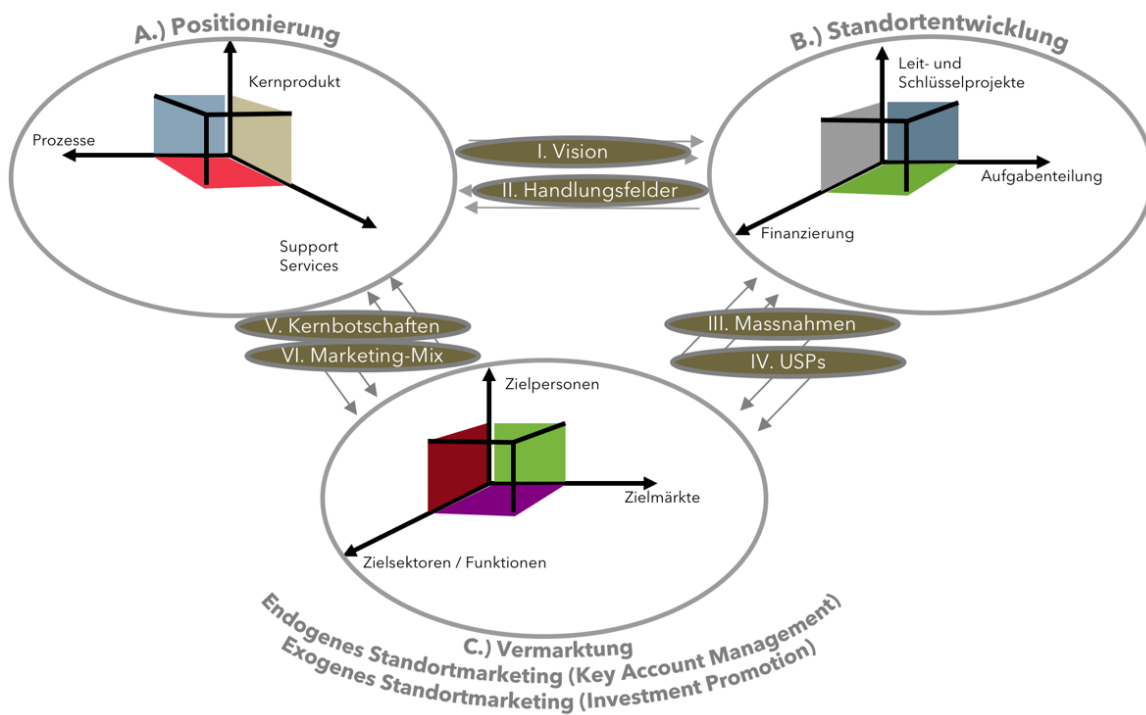 A.) Positionierung
Kernprodukt
Prozesse
Support
Services
B.) Standortentwicklung
Leit- und
Schlüsselprojekte
Aufgabenteilung
Finanzierung
I. Vision
II. Handlungsfelder
V. Kernbotschaften
VI. Marketing-Mix
III. Massnahmen
IV. USPs
Zielpersonen
Zielmärkte
Zielsektoren / Funktionen
C.) Vermarktung
Endogenes Standortmarketing (Key Account Management)
Exogenes Standortmarketing (Investment Promotion)